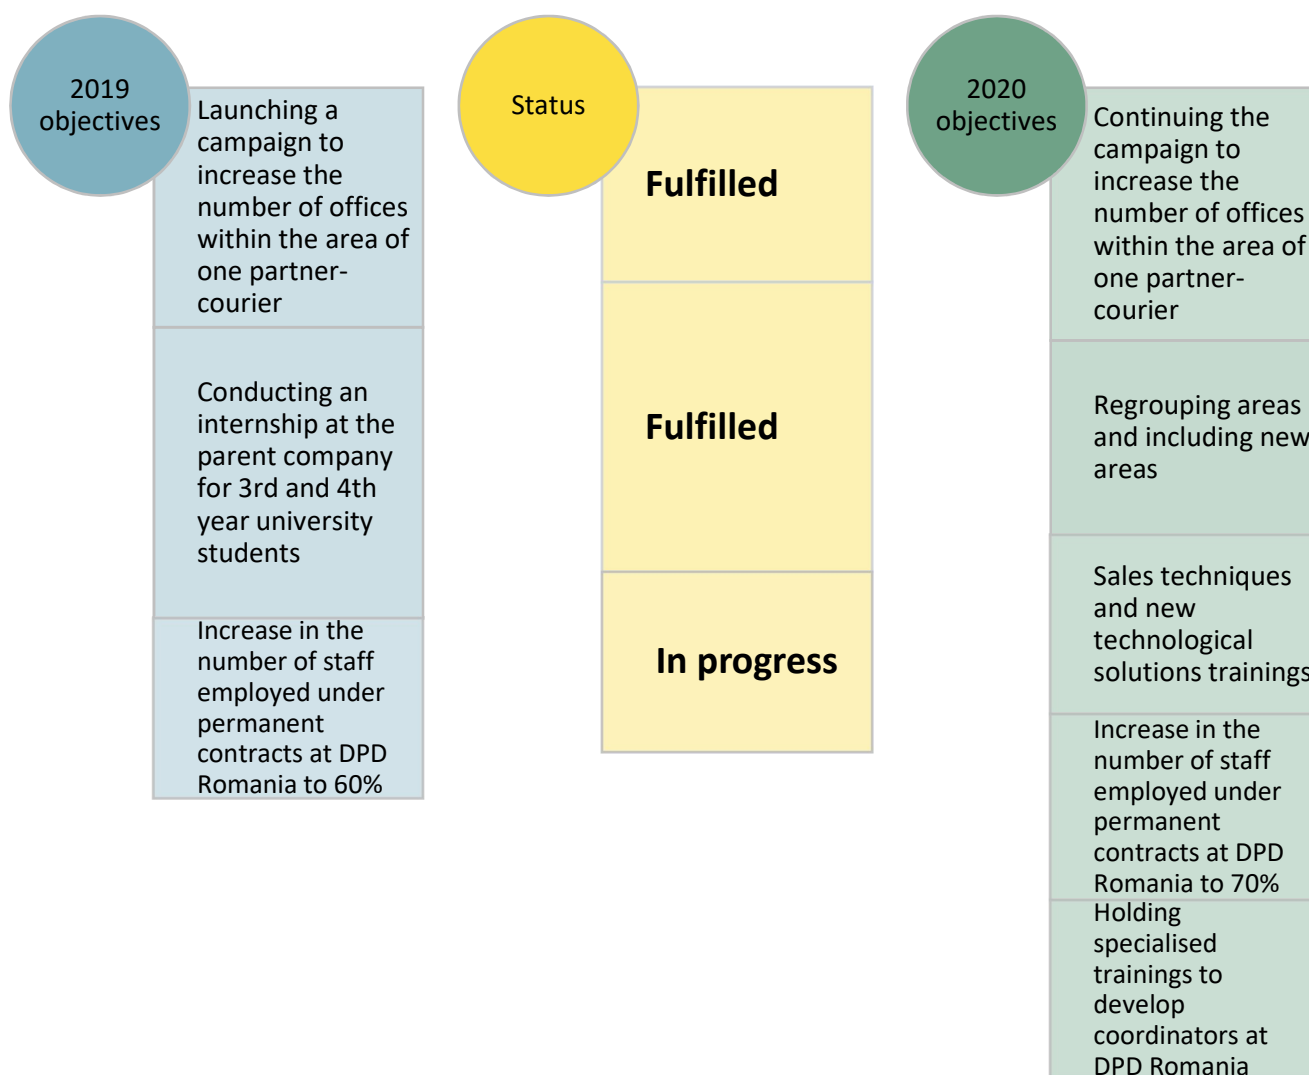 2019
objectives
Launching a
campaign to
increase the
number of offices
within the area of
one partner-
courier
Conducting an
internship at the
parent company
for 3rd and 4th
year university
students
Increase in the
number of staff
employed under
permanent
contracts at DPD
Romania to 60%
Status
Fulfilled
Fulfilled
In progress
2020
objectives
Continuing the
campaign to
increase the
number of offices
within the area of
one partner-
courier
Regrouping areas
and including new
areas
Sales techniques
and new
technological
solutions trainings
Increase in the
number of staff
employed under
permanent
contracts at DPD
Romania to 70%
Holding
specialised
trainings to
develop
coordinators at
DPD Romania